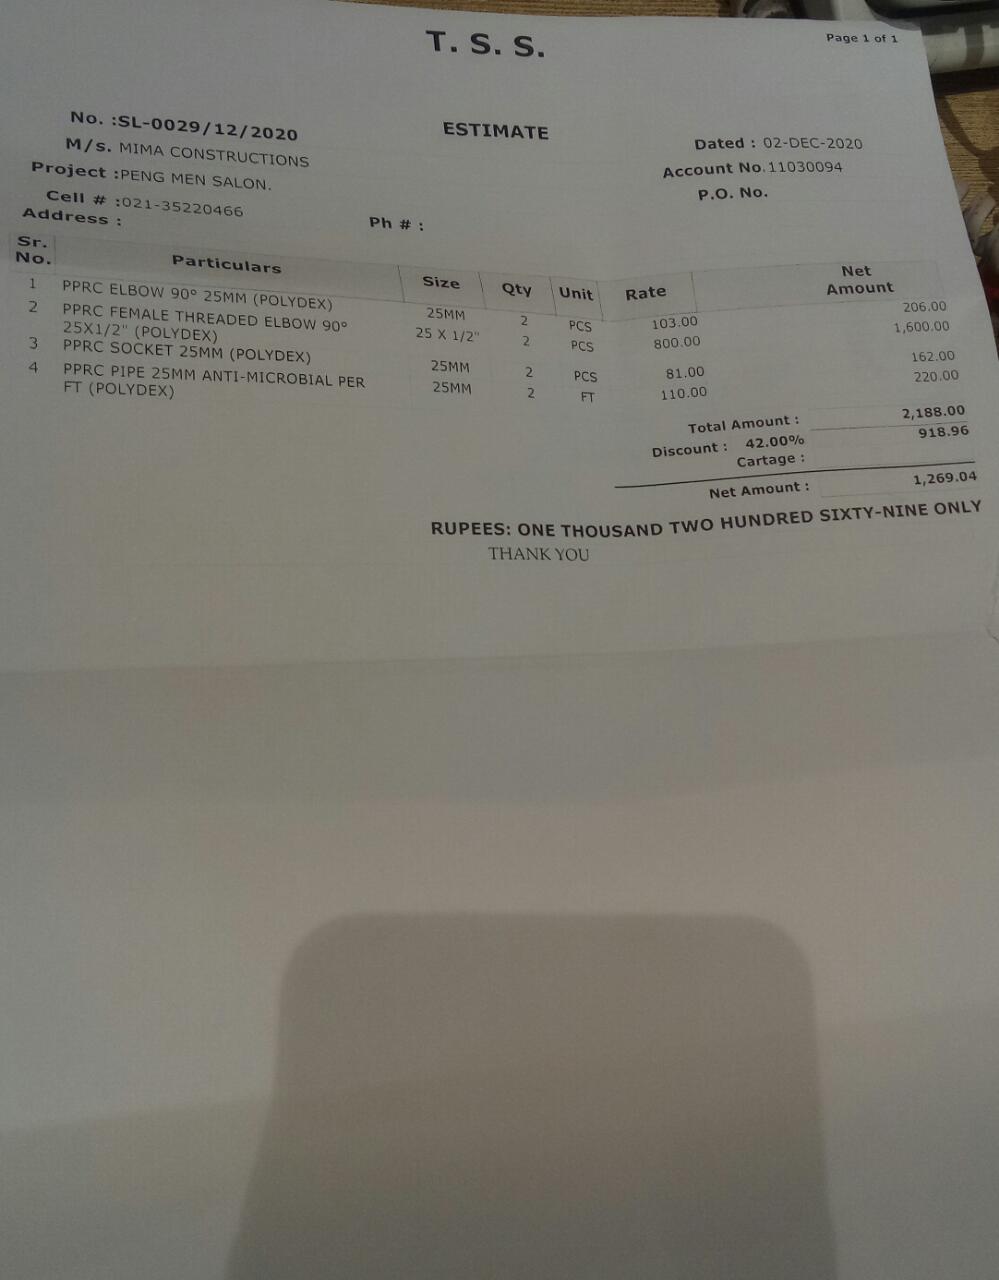 T. S. S.
Page 1 of 1
No. :SL-0029/12/2020
ESTIMATE
Dated : 02-DEC-2020
M/s. MIMA CONSTRUCTIONS
Account No. 11030094
Project :PENG MEN SALON.
P.O. No.
Cell # :021-35220466
Address :
Ph # :
Sr. No. Particulars Size Qty Unit Rate Net Amount
1 PPRC ELBOW 90° 25MM (POLYDEX) 25MM 2 PCS 103.00 206.00
2 PPRC FEMALE THREADED ELBOW 90° 25 X 1/2" 2 PCS 800.00 1,600.00
25X1/2" (POLYDEX)
3 PPRC SOCKET 25MM (POLYDEX) 25MM 2 PCS 81.00 162.00
4 PPRC PIPE 25MM ANTI-MICROBIAL PER 25MM 2 FT 110.00 220.00
FT (POLYDEX)
Total Amount : 2,188.00
Discount : 42.00% 918.96
Cartage :
Net Amount : 1,269.04
RUPEES: ONE THOUSAND TWO HUNDRED SIXTY-NINE ONLY
THANK YOU